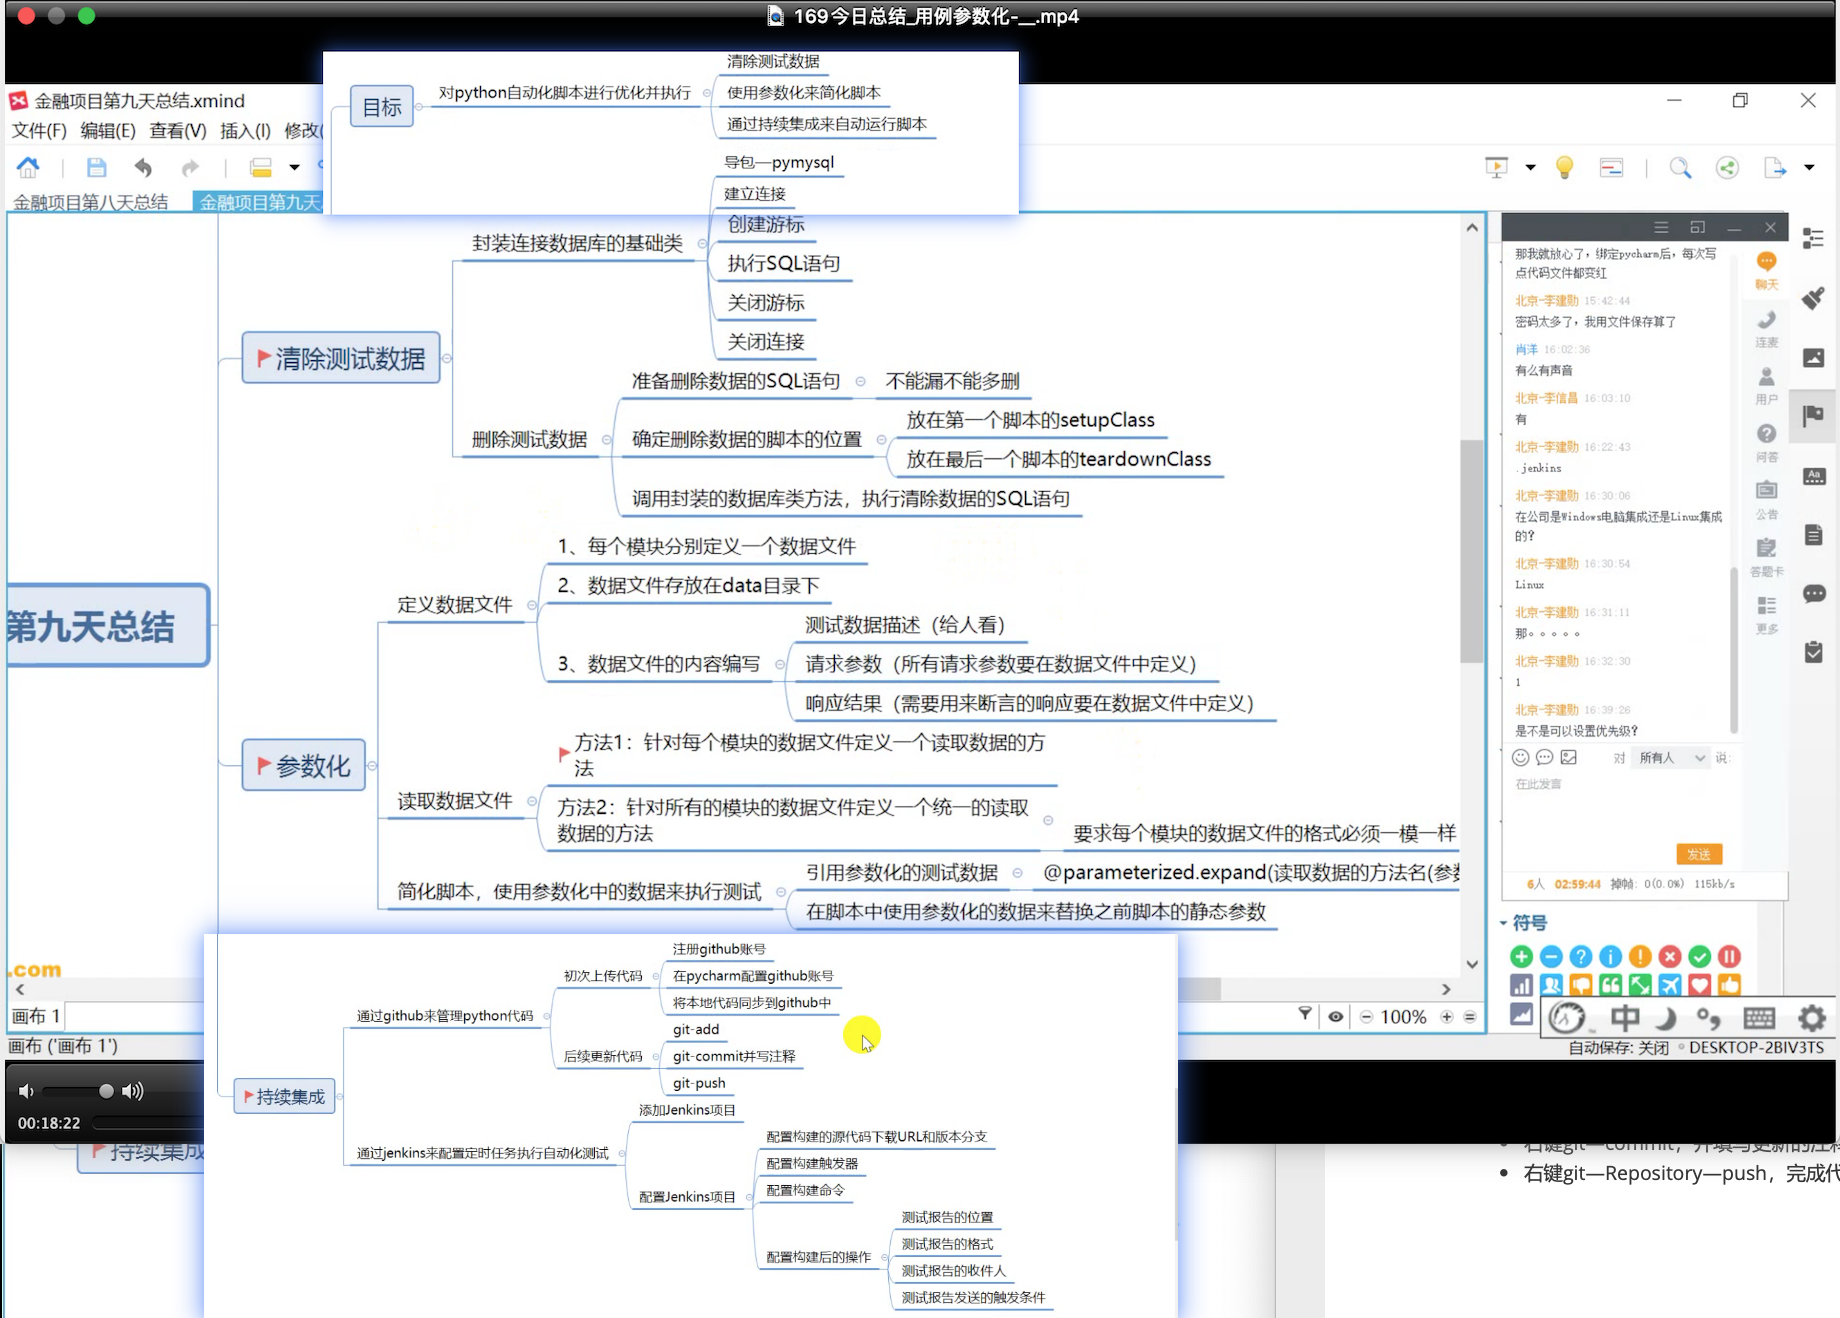 169今日总结_用例参数化-__.mp4
金融项目第九天总结.xmind
文件(F) 编辑(E) 查看(V) 插入(I) 修改(
金融项目第八天总结
金融项目第九天
目标
对python自动化脚本进行优化并执行
清除测试数据
使用参数化来简化脚本
通过持续集成来自动运行脚本
导包—pymysql
建立连接
创建游标
执行SQL语句
关闭游标
关闭连接
封装连接数据库的基础类
清除测试数据
准备删除数据的SQL语句
不能漏不能多删
删除测试数据
确定删除数据的脚本的位置
放在第一个脚本的setupClass
放在最后一个脚本的teardownClass
调用封装的数据库类方法，执行清除数据的SQL语句
第九天总结
定义数据文件
1、每个模块分别定义一个数据文件
2、数据文件存放在data目录下
3、数据文件的内容编写
测试数据描述（给人看）
请求参数（所有请求参数要在数据文件中定义）
响应结果（需要用来断言的响应要在数据文件中定义）
参数化
读取数据文件
方法1：针对每个模块的数据文件定义一个读取数据的方
法
方法2：针对所有的模块的数据文件定义一个统一的读取
数据的方法
要求每个模块的数据文件的格式必须一模一样
简化脚本，使用参数化中的数据来执行测试
引用参数化的测试数据
@parameterized.expand(读取数据的方法名(参
在脚本中使用参数化的数据来替换之前脚本的静态参数
.com
画布 1
画布 ('画布 1')
00:18:22
持续集成
通过github来管理python代码
初次上传代码
注册github账号
在pycharm配置github账号
将本地代码同步到github中
后续更新代码
git-add
git-commit并写注释
git-push
通过jenkins来配置定时任务执行自动化测试
添加Jenkins项目
配置Jenkins项目
配置构建的源代码下载URL和版本分支
配置构建触发器
配置构建命令
配置构建后的操作
测试报告的位置
测试报告的格式
测试报告的收件人
测试报告发送的触发条件
持续集成
那我就放心了，绑定pycharm后，每次写
点代码文件都变红
北京-李建勋 15:42:44
密码太多了，我用文件保存算了
肖洋 16:02:36
有么有声音
北京-李信昌 16:03:10
有
北京-李建勋 16:22:43
.jenkins
北京-李建勋 16:30:06
在公司是Windows电脑集成还是Linux集成
的？
北京-李建勋 16:30:54
Linux
北京-李建勋 16:31:11
那。。。。。
北京-李建勋 16:32:30
1
北京-李建勋 16:39:26
是不是可以设置优先级？
对 所有人 说:
在此发言
发送
6人 02:59:44 掉帧: 0(0.0%) 115kb/s
聊天
连麦
用户
问答
公告
答题卡
更多
符号
100%
中
自动保存: 关闭 DESKTOP-2BIV3TS
右键git—commit，并填写更新的注释
右键git—Repository—push，完成代